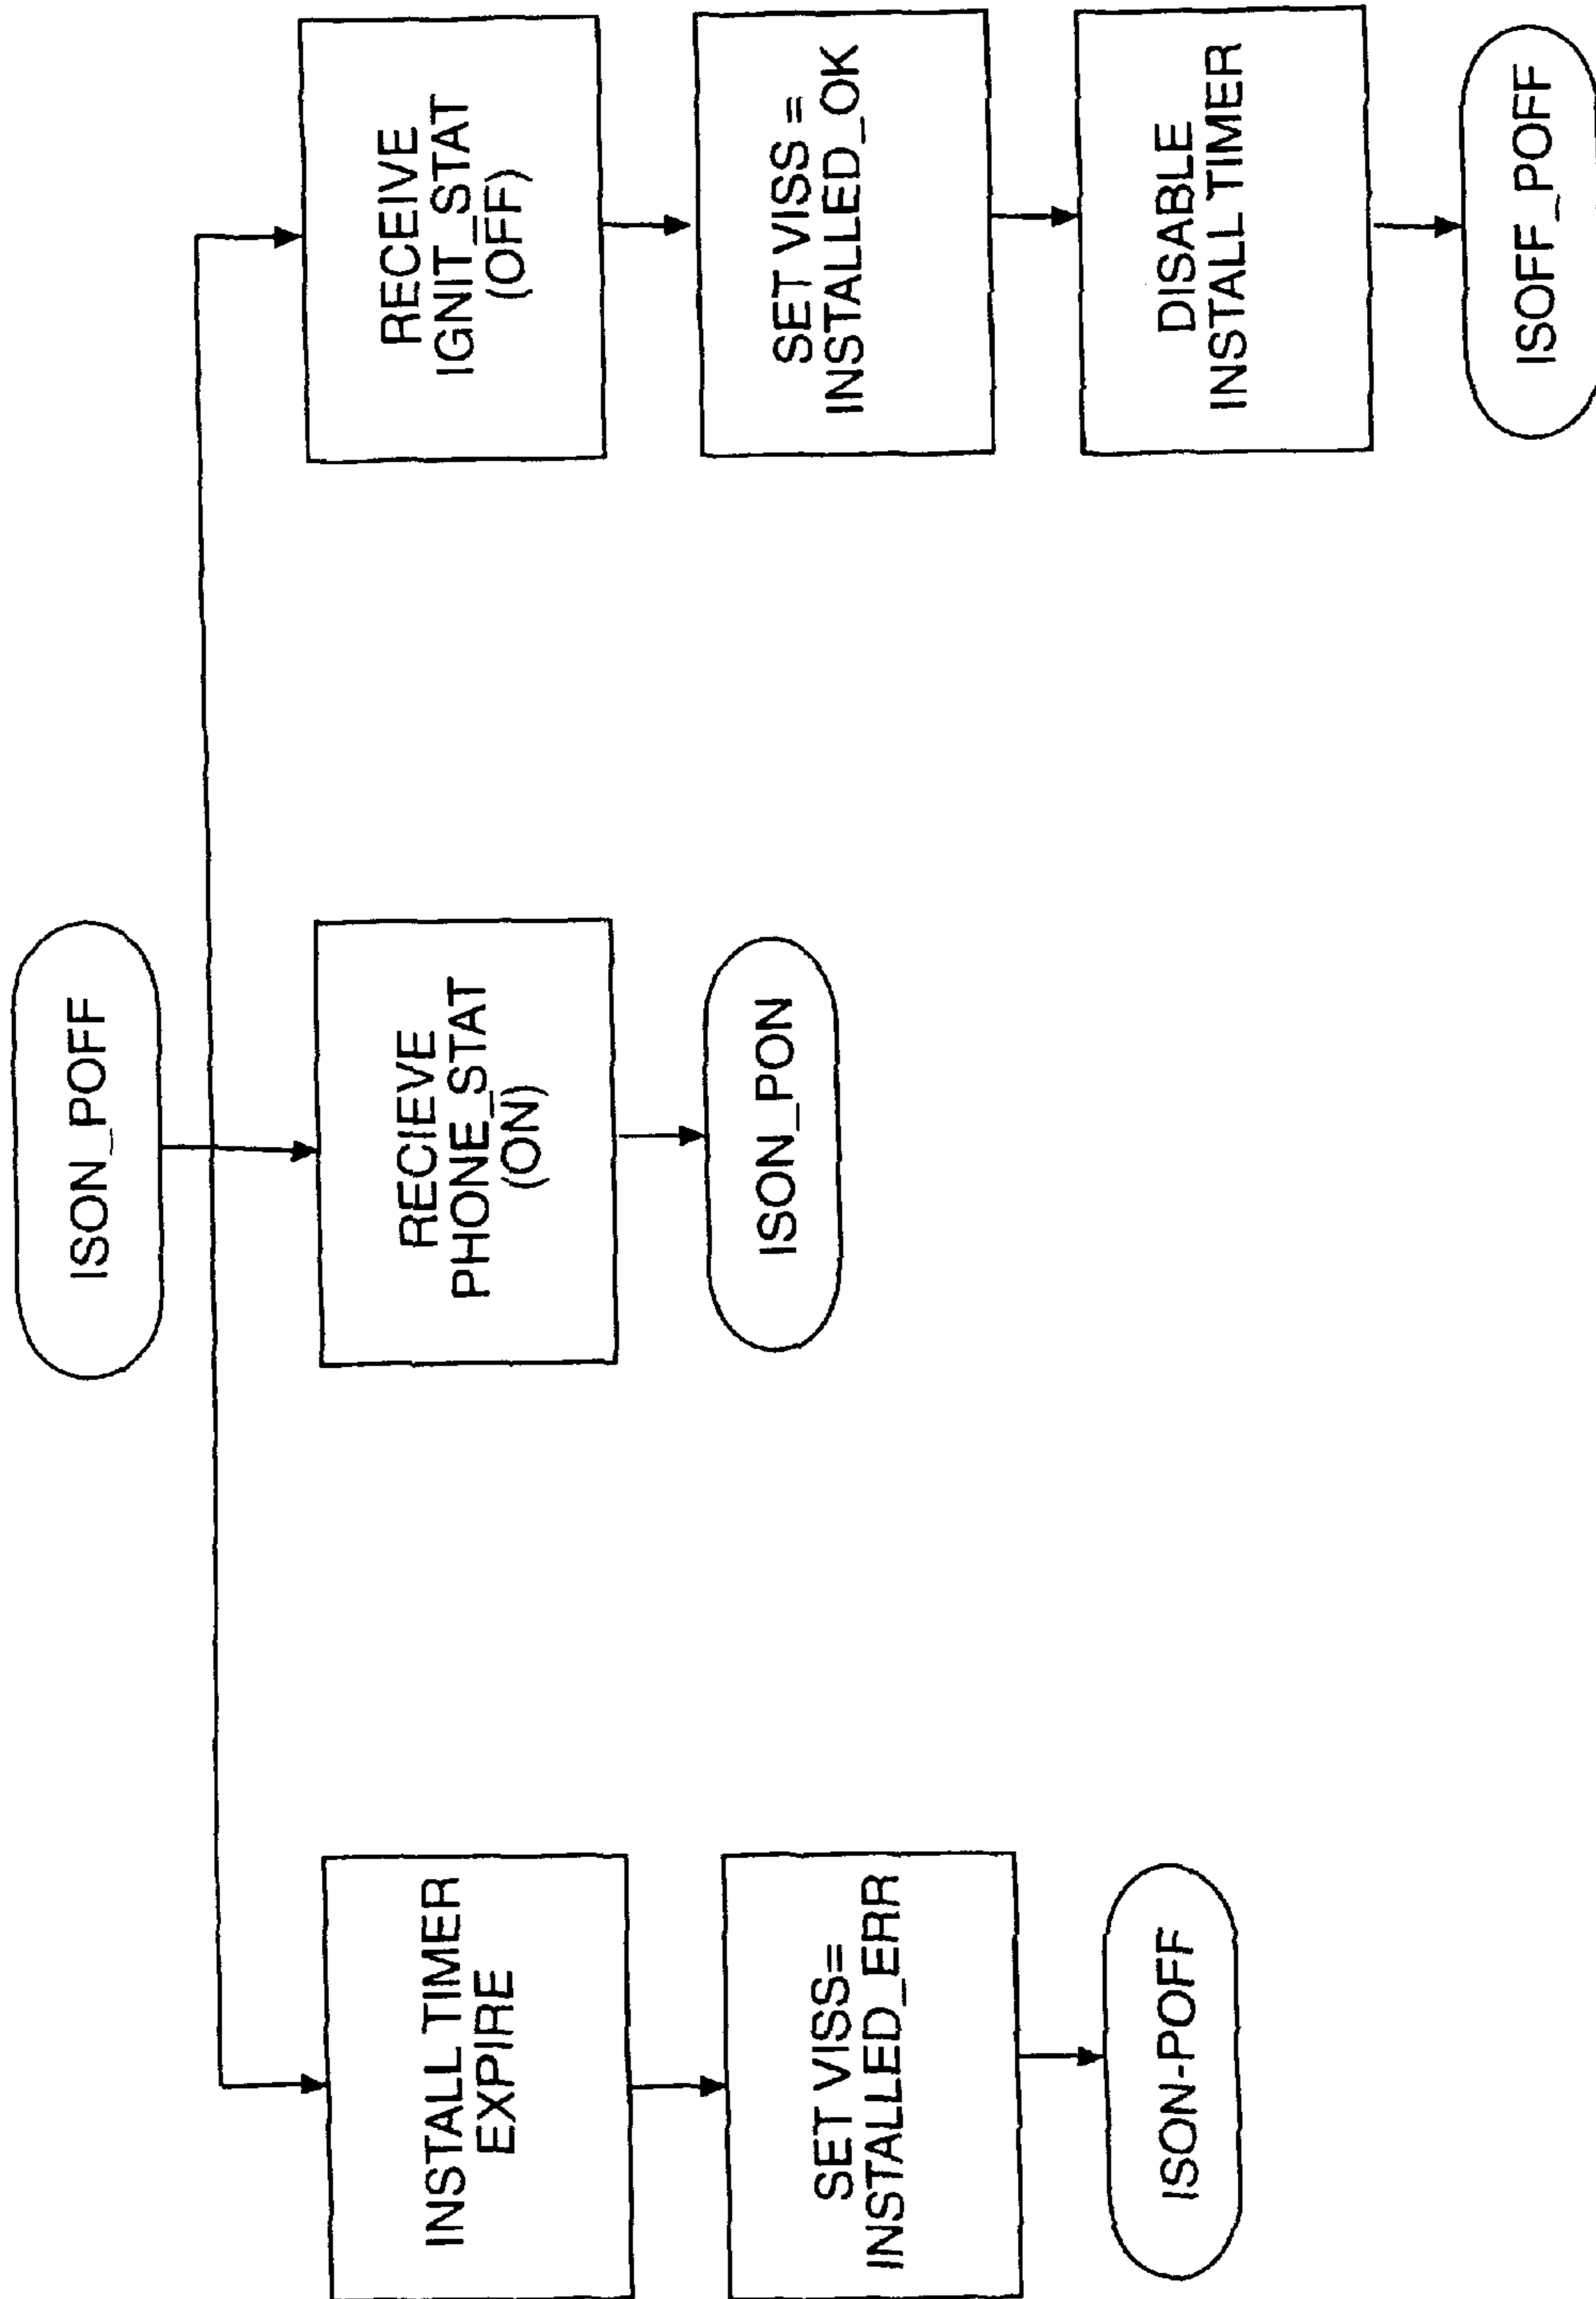 ISON_POFF
INSTALL TIMER
EXPIRE
SET VISS=
INSTALLED_ERR
ISON-POFF
RECIEVE
PHONE_STAT
(ON)
ISON_PON
RECEIVE
IGNIT_STAT
(OFF)
SET VISS =
INSTALLED_OK
DISABLE
INSTALL TIMER
ISOFF_POFF